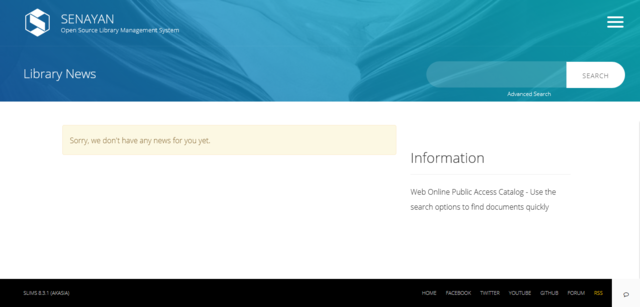 SENAYAN
Open Source Library Management System
Library News
SEARCH
Advanced Search
Sorry, we don't have any news for you yet.
Information
Web Online Public Access Catalog - Use the
search options to find documents quickly
SLIMS 8.3.1 (AKASIA)
HOME FACEBOOK TWITTER YOUTUBE GITHUB FORUM RSS